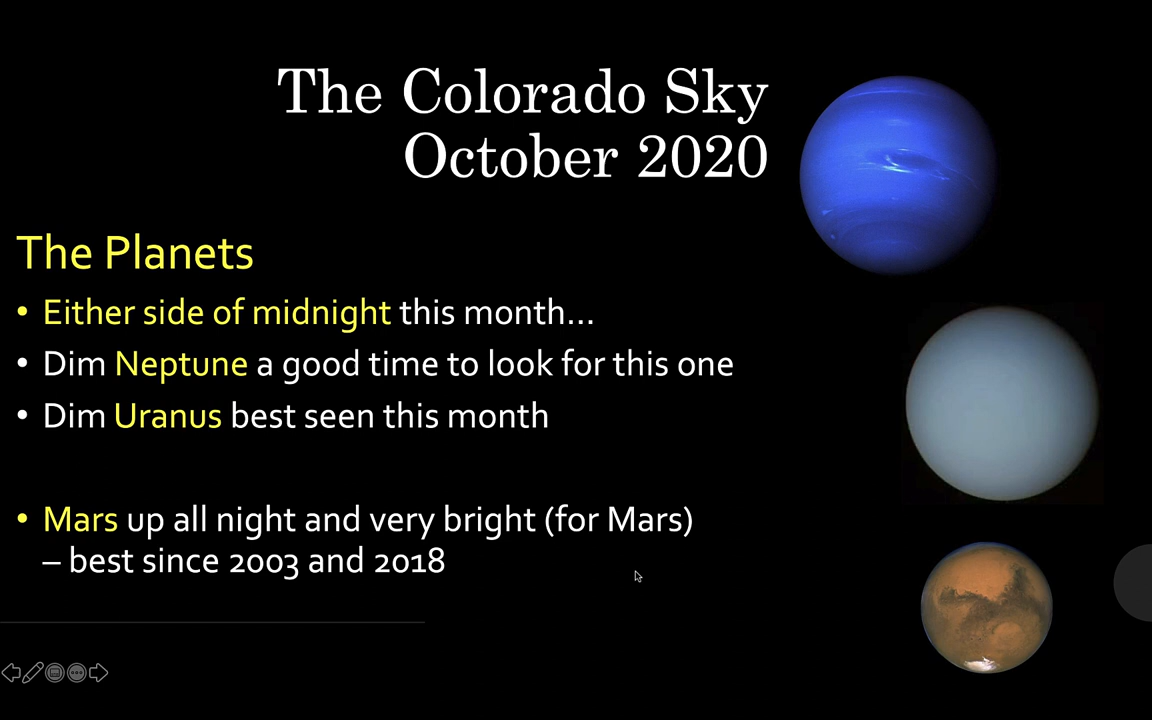 The Colorado Sky
October 2020
The Planets
• Either side of midnight this month...
• Dim Neptune a good time to look for this one
• Dim Uranus best seen this month
• Mars up all night and very bright (for Mars)
– best since 2003 and 2018